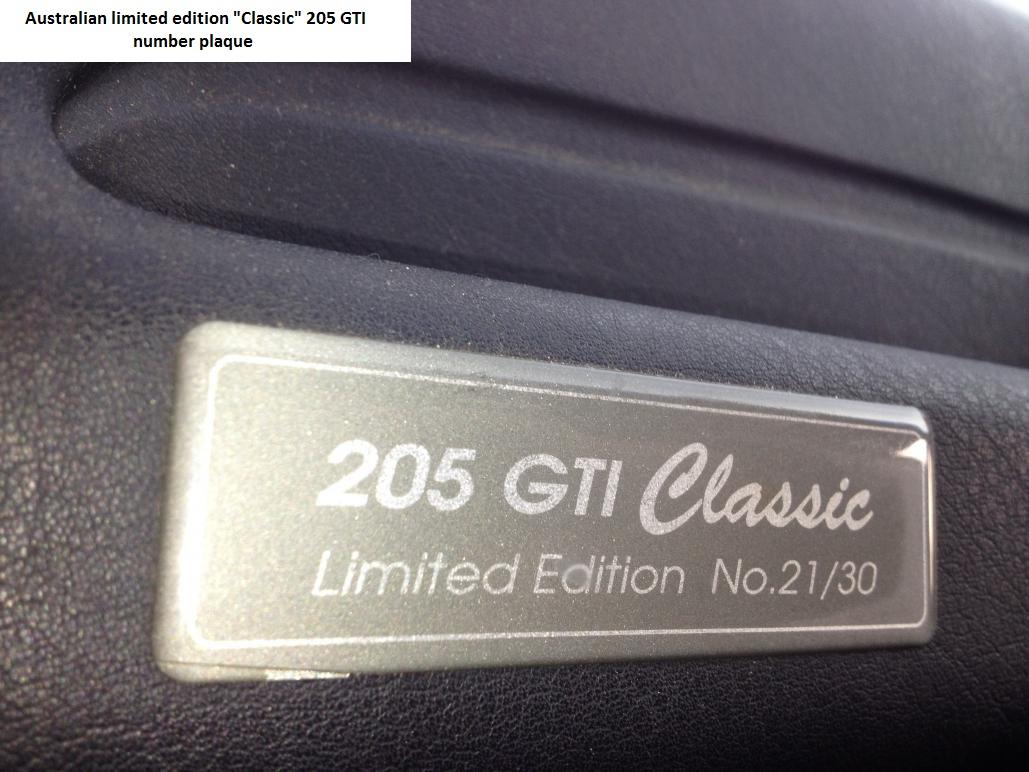 Australian limited edition "Classic" 205 GTI
number plaque
205 GTI Classic
Limited Edition No.21/30